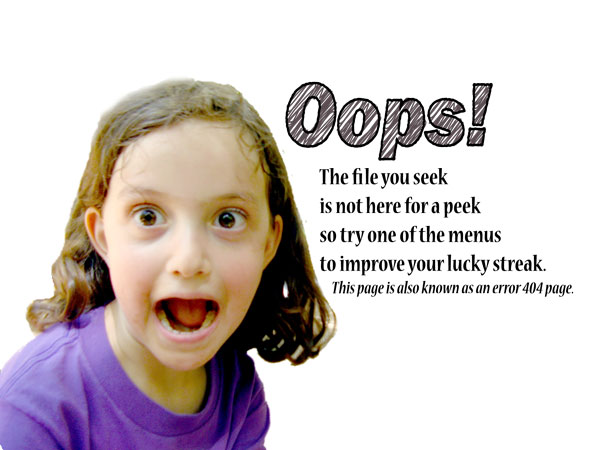 Oops!
The file you seek
is not here for a peek
so try one of the menus
to improve your lucky streak.
This page is also known as an error 404 page.